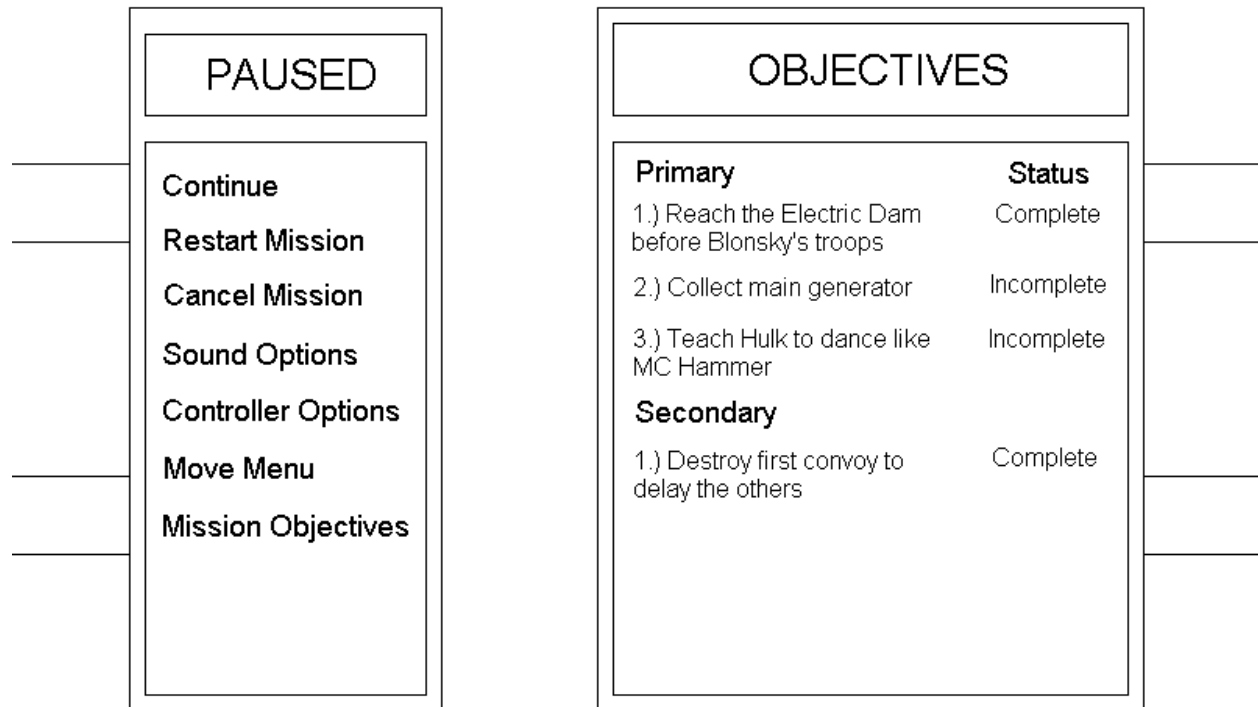 PAUSED
Continue
Restart Mission
Cancel Mission
Sound Options
Controller Options
Move Menu
Mission Objectives
OBJECTIVES
Primary Status
1.) Reach the Electric Dam Complete
before Blonsky's troops
2.) Collect main generator Incomplete
3.) Teach Hulk to dance like Incomplete
MC Hammer
Secondary
1.) Destroy first convoy to Complete
delay the others